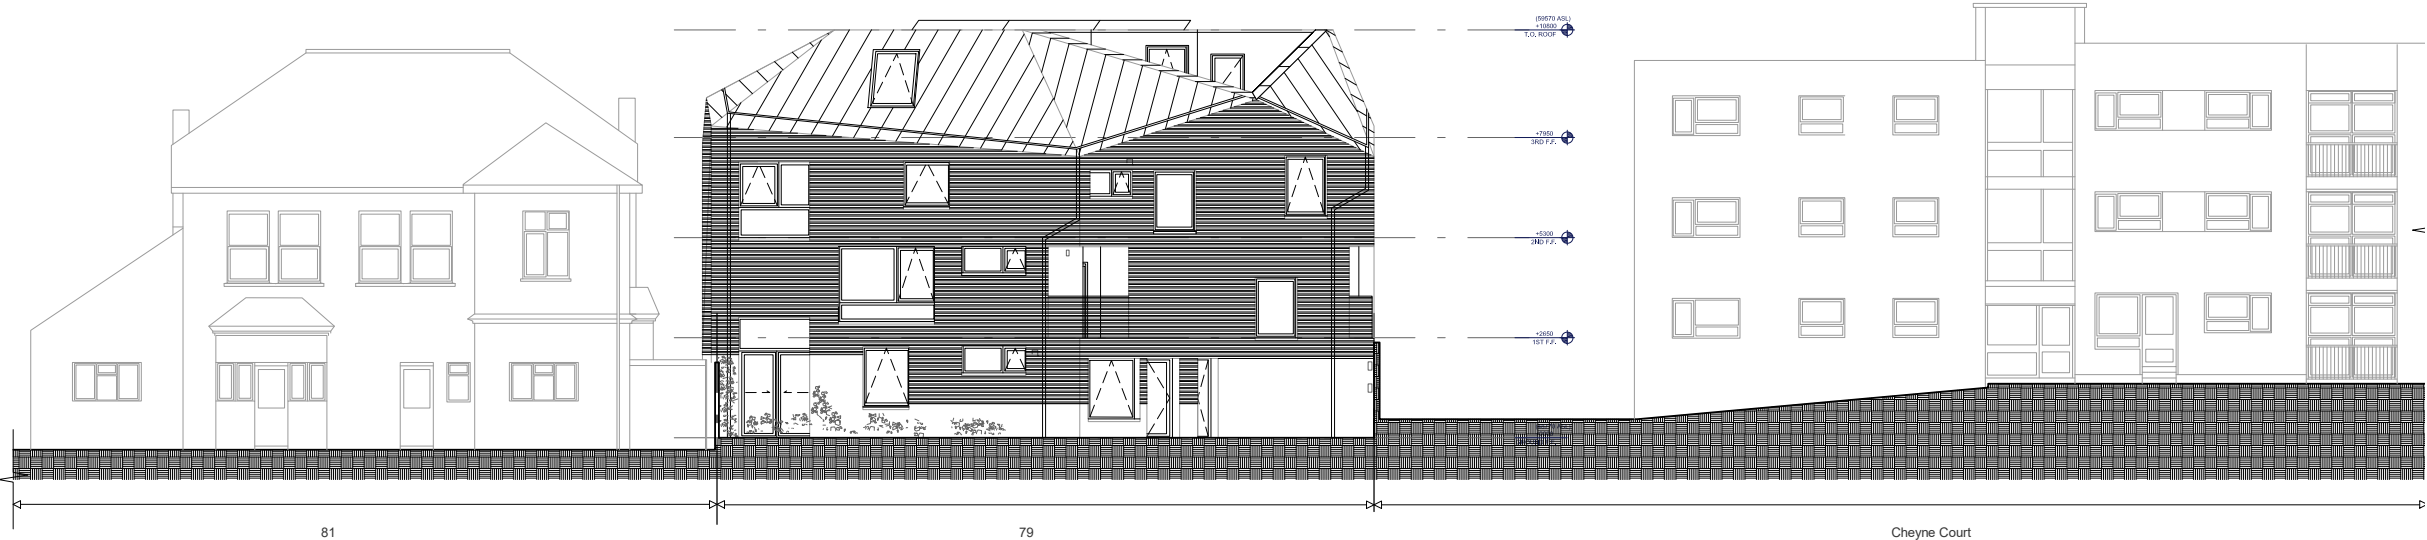 (59570 ASL)
+10800
T.O. ROOF
+7950
3RD F.F.
+5300
2ND F.F.
+2650
1ST F.F.
81
79
Cheyne Court